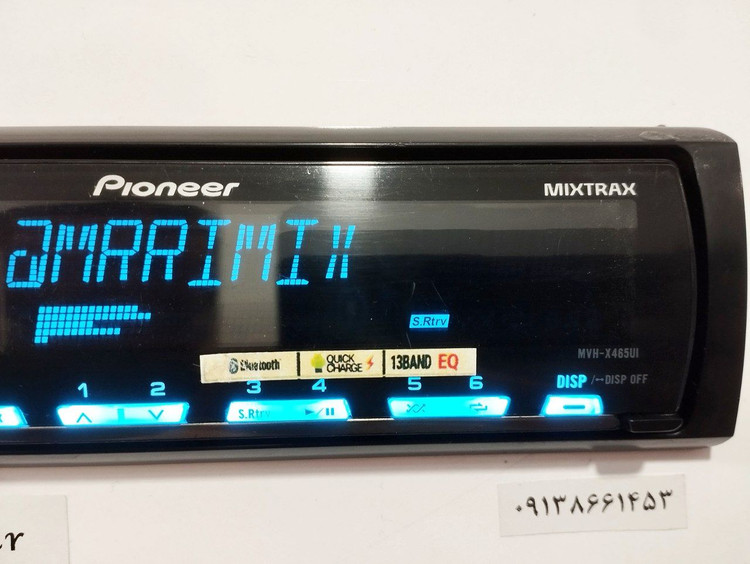 Pioneer
MIXTRAX
@MRRIMIX
S.Rtrv
MVH-X465UI
Bluetooth
QUICK CHARGE
13BAND EQ
1 2 3 4 5 6
DISP /--DISP OFF
S.Rtrv
۰۹۱۳۸۶۶۱۴۵۳